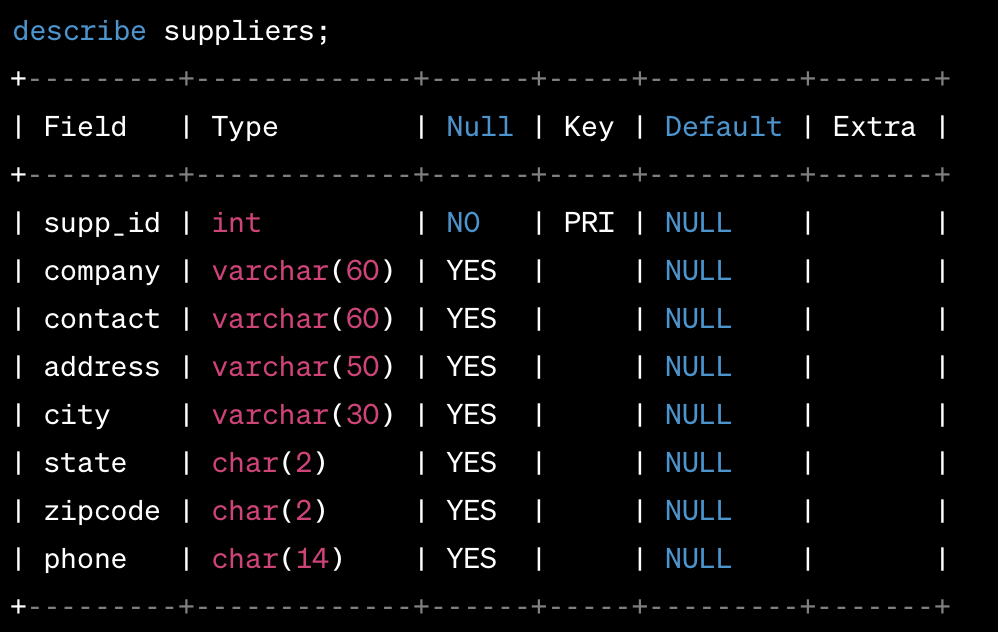 describe suppliers;
+---------+-------------+------+-----+---------+-------+
| Field   | Type        | Null | Key | Default | Extra |
+---------+-------------+------+-----+---------+-------+
| supp_id | int         | NO   | PRI | NULL    |       |
| company | varchar(60) | YES  |     | NULL    |       |
| contact | varchar(60) | YES  |     | NULL    |       |
| address | varchar(50) | YES  |     | NULL    |       |
| city    | varchar(30) | YES  |     | NULL    |       |
| state   | char(2)     | YES  |     | NULL    |       |
| zipcode | char(2)     | YES  |     | NULL    |       |
| phone   | char(14)    | YES  |     | NULL    |       |
+---------+-------------+------+-----+---------+-------+